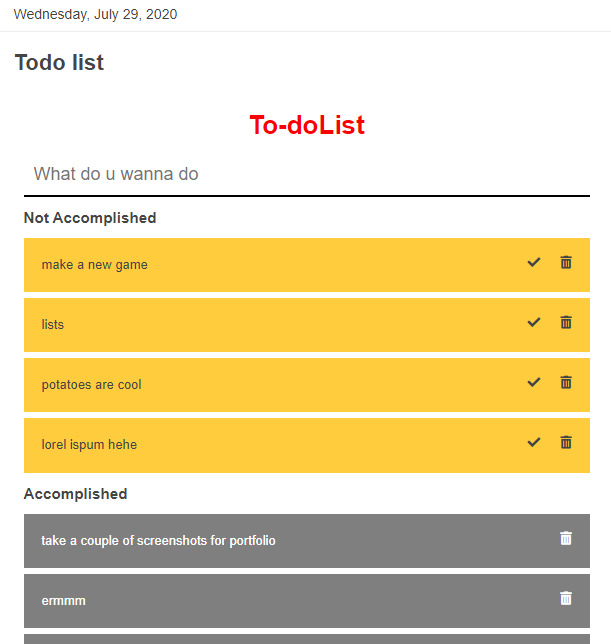 Wednesday, July 29, 2020
Todo list
To-doList
What do u wanna do
Not Accomplished
make a new game
lists
potatoes are cool
lorel ispum hehe
Accomplished
take a couple of screenshots for portfolio
ermmm